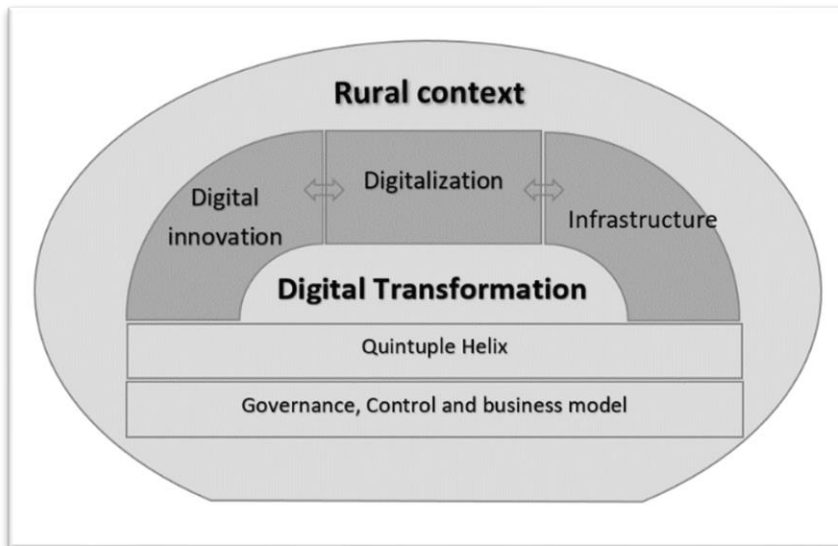 Rural context
Digitalization
Digital
innovation
Infrastructure
Digital Transformation
Quintuple Helix
Governance, Control and business model